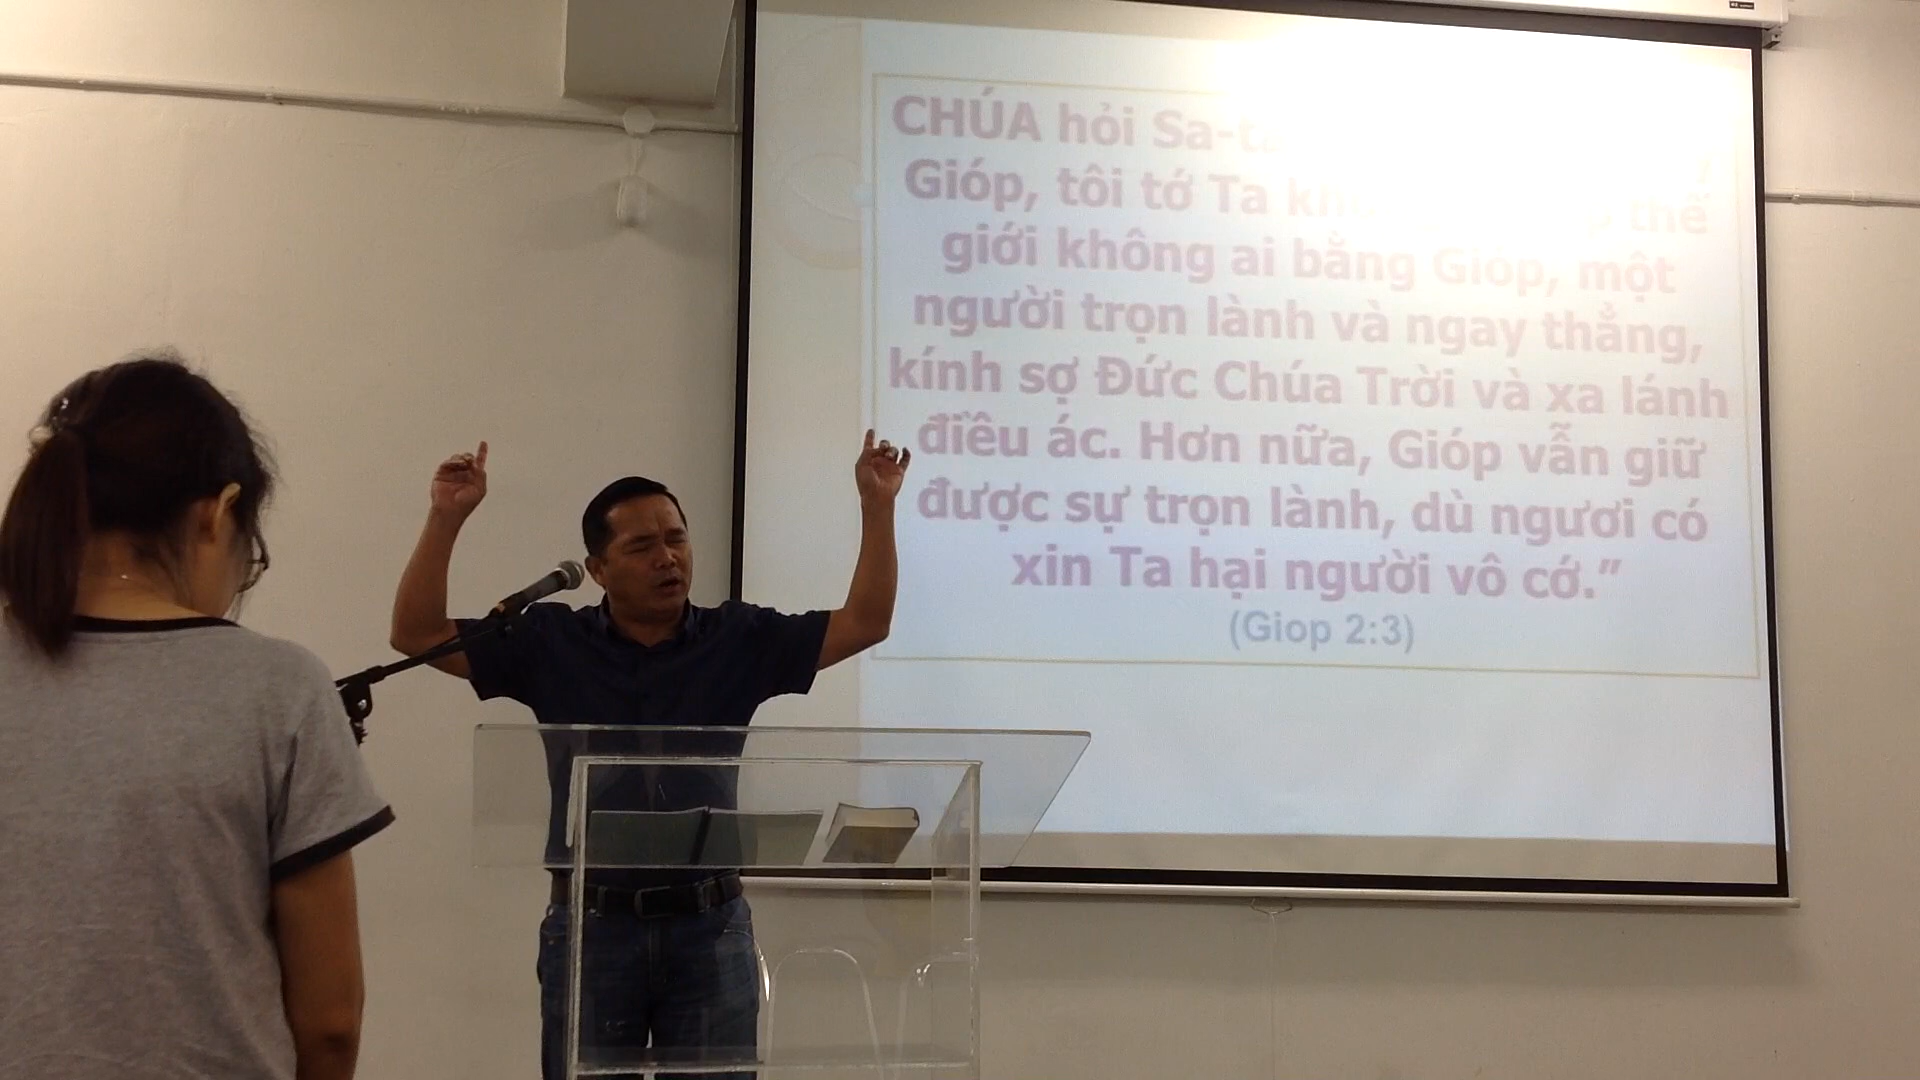 CHÚA hỏi
Gióp, tôi tớ Ta thế
giới không ai bằng Gióp, một
người trọn lành và ngay thẳng,
kính sợ Đức Chúa Trời và xa lánh
điều ác. Hơn nữa, Gióp vẫn giữ
được sự trọn lành, dù ngươi có
xin Ta hại người vô cớ.”
(Giop 2:3)